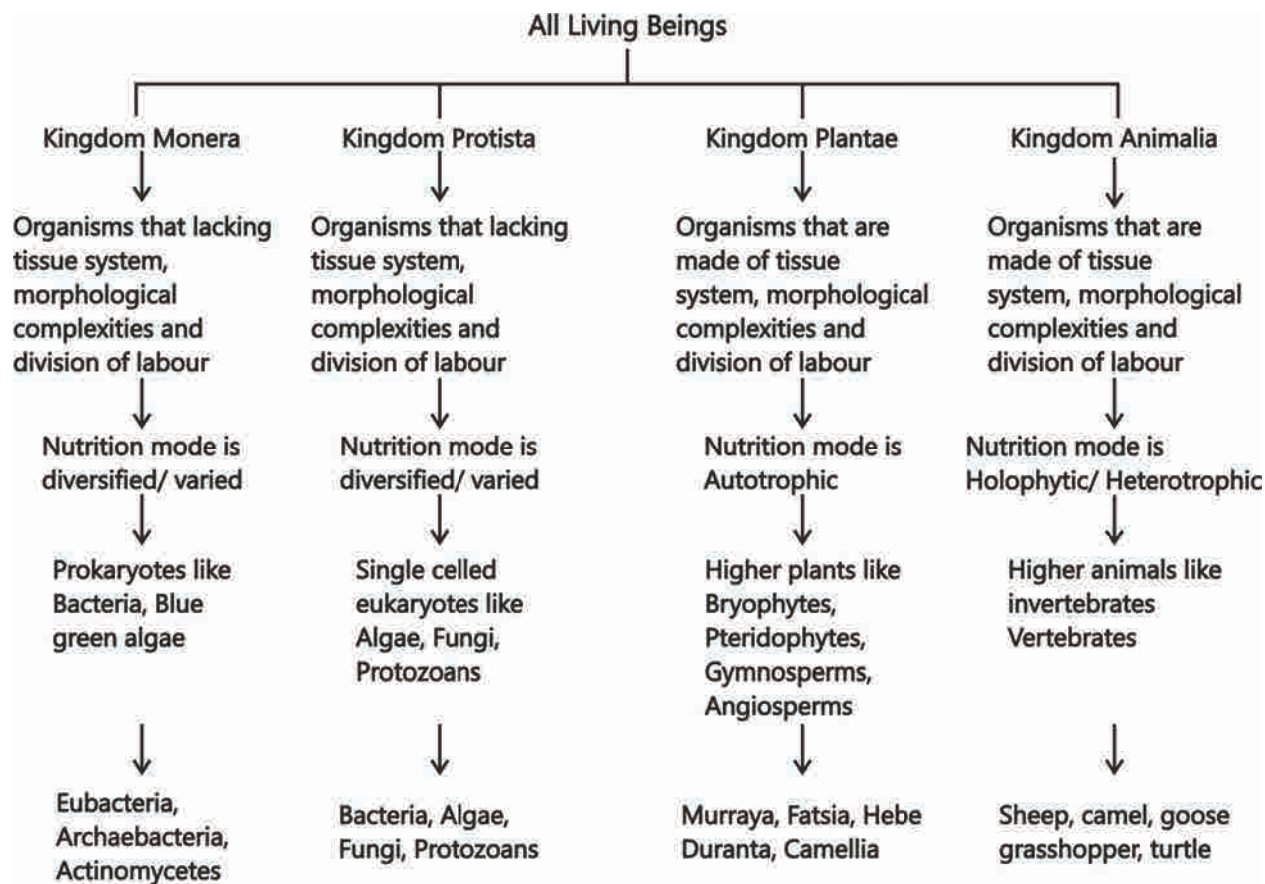 All Living Beings
Kingdom Monera
Organisms that lacking
tissue system,
morphological
complexities and
division of labour
Nutrition mode is
diversified/ varied
Prokaryotes like
Bacteria, Blue
green algae
Eubacteria,
Archaebacteria,
Actinomycetes
Kingdom Protista
Organisms that lacking
tissue system,
morphological
complexities and
division of labour
Nutrition mode is
diversified/ varied
Single celled
eukaryotes like
Algae, Fungi,
Protozoans
Bacteria, Algae,
Fungi, Protozoans
Kingdom Plantae
Organisms that are
made of tissue
system, morphological
complexities and
division of labour
Nutrition mode is
Autotrophic
Higher plants like
Bryophytes,
Pteridophytes,
Gymnosperms,
Angiosperms
Murraya, Fatsia, Hebe
Duranta, Camellia
Kingdom Animalia
Organisms that are
made of tissue
system, morphological
complexities and
division of labour
Nutrition mode is
Holophytic/ Heterotrophic
Higher animals like
invertebrates
Vertebrates
Sheep, camel, goose
grasshopper, turtle